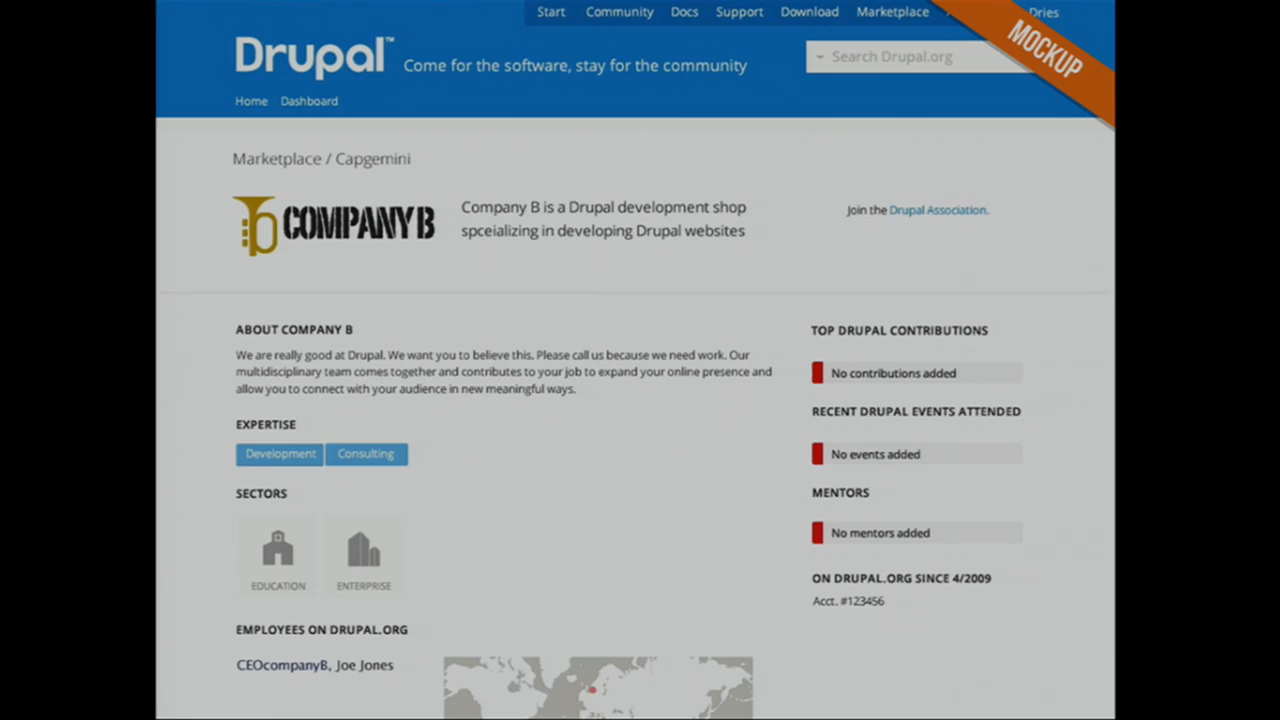 Start Community Docs Support Download Marketplace Dries
MOCKUP
Drupal™ Come for the software, stay for the community
Search Drupal.org
Home Dashboard
Marketplace / Capgemini
COMPANY B
Company B is a Drupal development shop
spceializing in developing Drupal websites
Join the Drupal Association.
ABOUT COMPANY B
We are really good at Drupal. We want you to believe this. Please call us because we need work. Our
multidisciplinary team comes together and contributes to your job to expand your online presence and
allow you to connect with your audience in new meaningful ways.
EXPERTISE
Development Consulting
SECTORS
EDUCATION ENTERPRISE
EMPLOYEES ON DRUPAL.ORG
CEOcompanyB, Joe Jones
TOP DRUPAL CONTRIBUTIONS
No contributions added
RECENT DRUPAL EVENTS ATTENDED
No events added
MENTORS
No mentors added
ON DRUPAL.ORG SINCE 4/2009
Acct. #123456